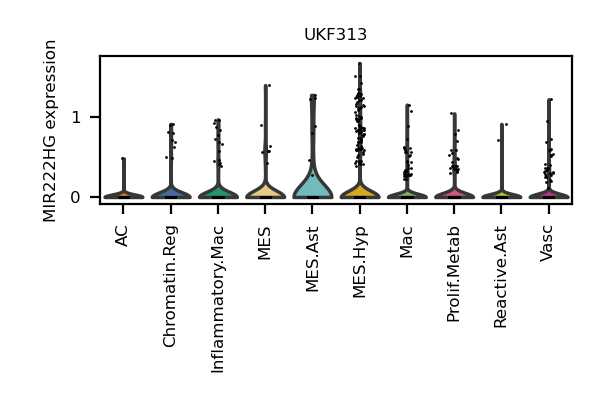 UKF313
MIR222HG expression
1
0
AC
Chromatin.Reg
Inflammatory.Mac
MES
MES.Ast
MES.Hyp
Mac
Prolif.Metab
Reactive.Ast
Vasc